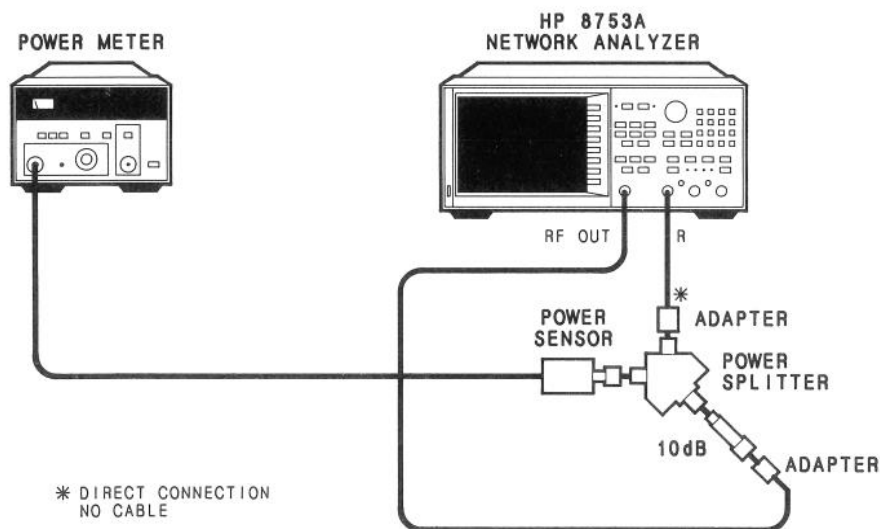 POWER METER
HP 8753A
NETWORK ANALYZER
RF OUT
R
*
ADAPTER
POWER
SENSOR
POWER
SPLITTER
10dB
ADAPTER
* DIRECT CONNECTION
NO CABLE